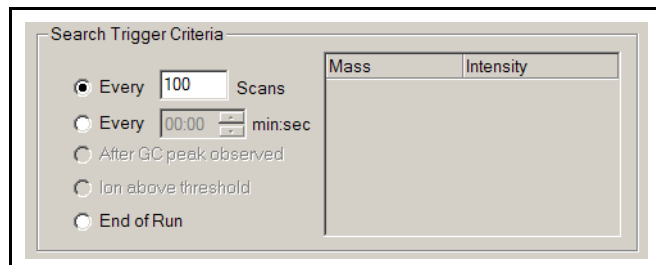 Search Trigger Criteria
Mass Intensity
Every 100 Scans
Every 00:00 min:sec
After GC peak observed
Ion above threshold
End of Run